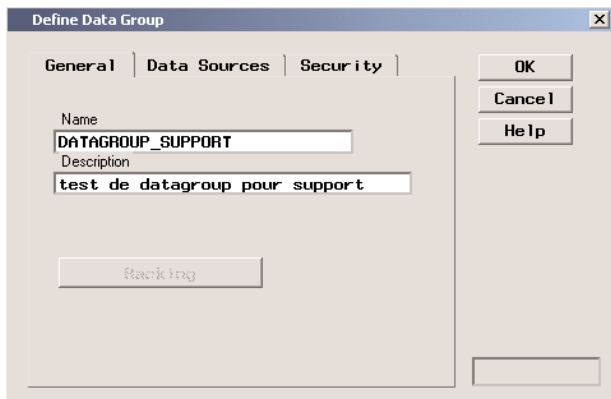 Define Data Group
General Data Sources Security
OK
Cancel
Help
Name
DATAGROUP_SUPPORT
Description
test de datagroup pour support
Racking